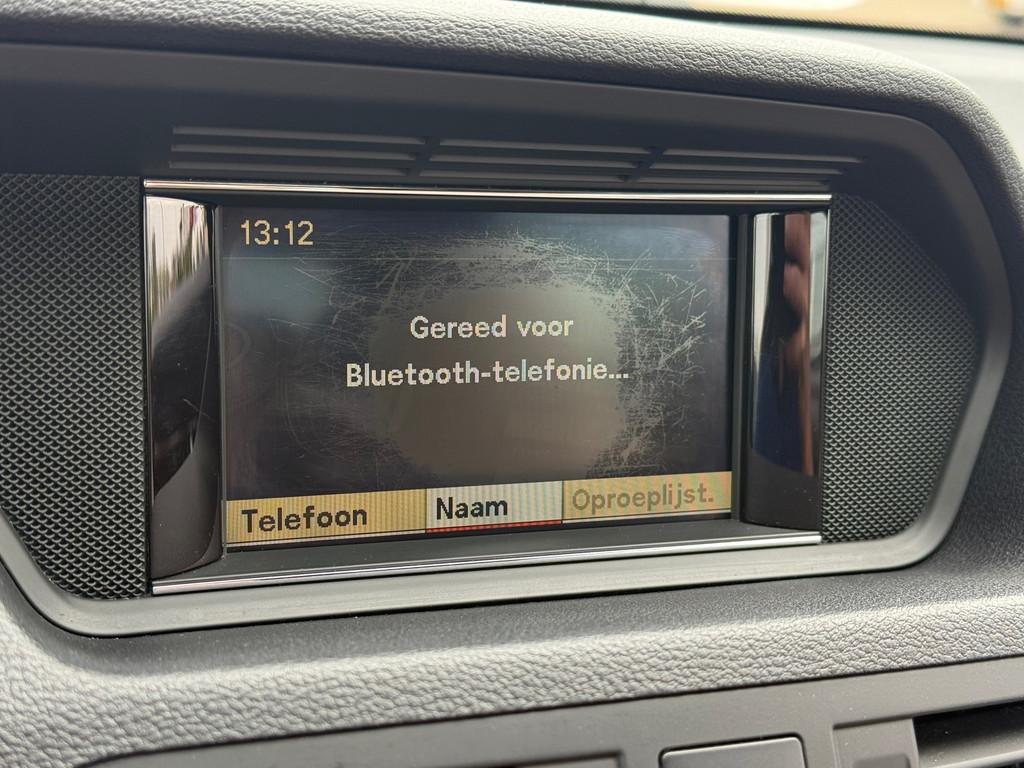 13:12
Gereed voor
Bluetooth-telefonie...
Telefoon Naam Oproeplijst.